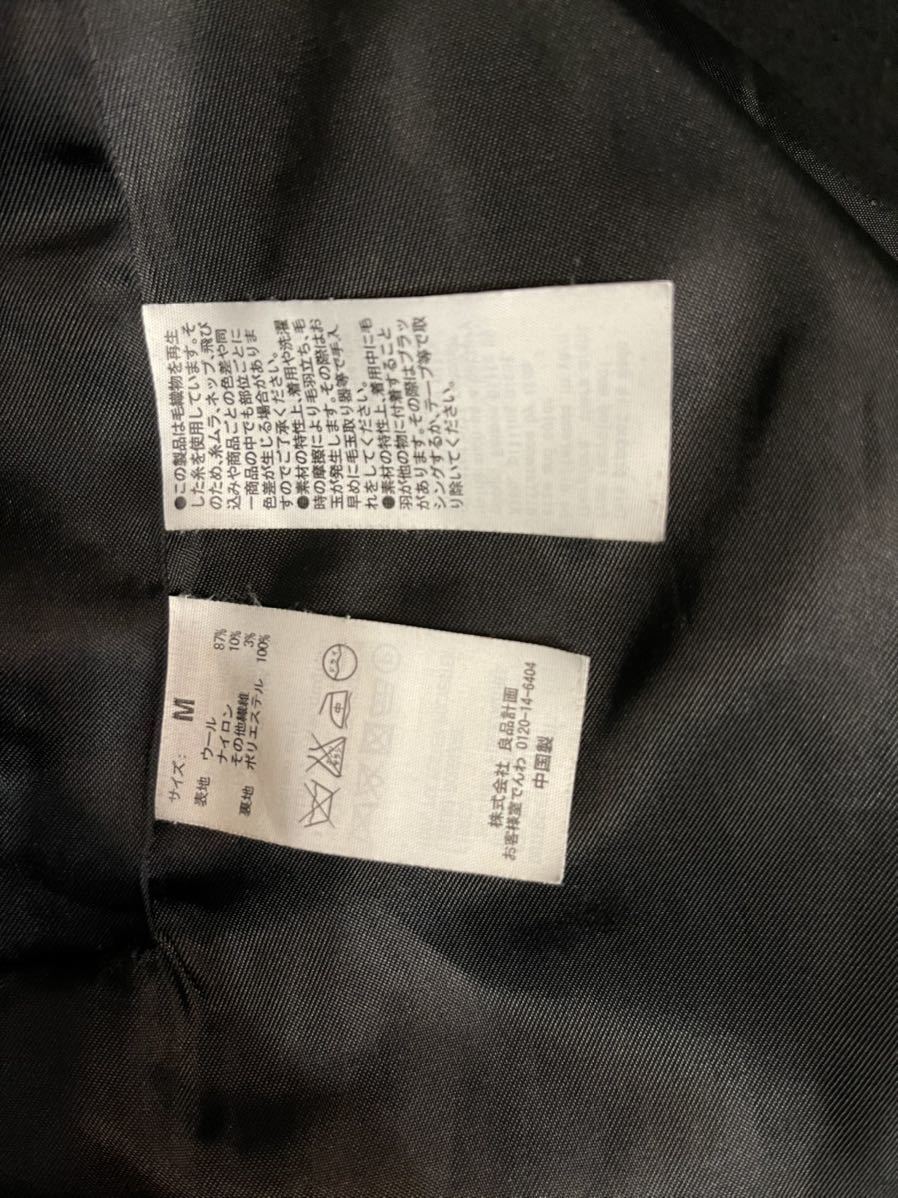 ●この製品は毛織物を再生
した糸を使用しています。そ
のため、糸ムラ、ネップ、飛び
込みや商品ごとの色差や同
一商品の中でも部位ごとに
色差が生じる場合がありま
すのでご了承ください。
●素材の特性上、着用や洗濯
時の摩擦により毛羽立ち、毛
玉が発生します。その際はお
早めに毛玉取り器等で手入
れをしてください。
●素材の特性上、着用中に毛
羽が他の物に付着すること
があります。その際はブラッ
シングするか、テープ等で取
り除いてください。
サイズ: M
表地 ウール 87%
ナイロン 10%
その他繊維 3%
裏地 ポリエステル 100%
株式会社 良品計画
お客様室でんわ 0120-14-6404
中国製